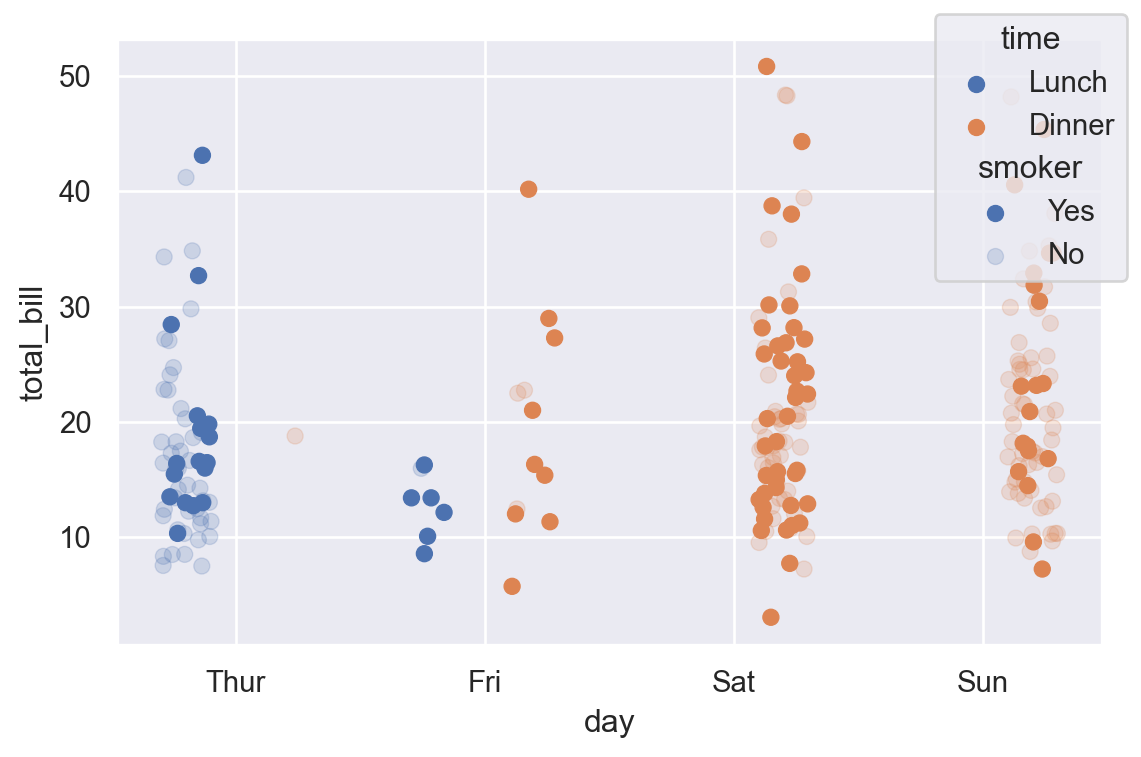 time
Lunch
Dinner
smoker
Yes
No
50
40
30
20
10
total_bill
Thur
Fri
Sat
Sun
day